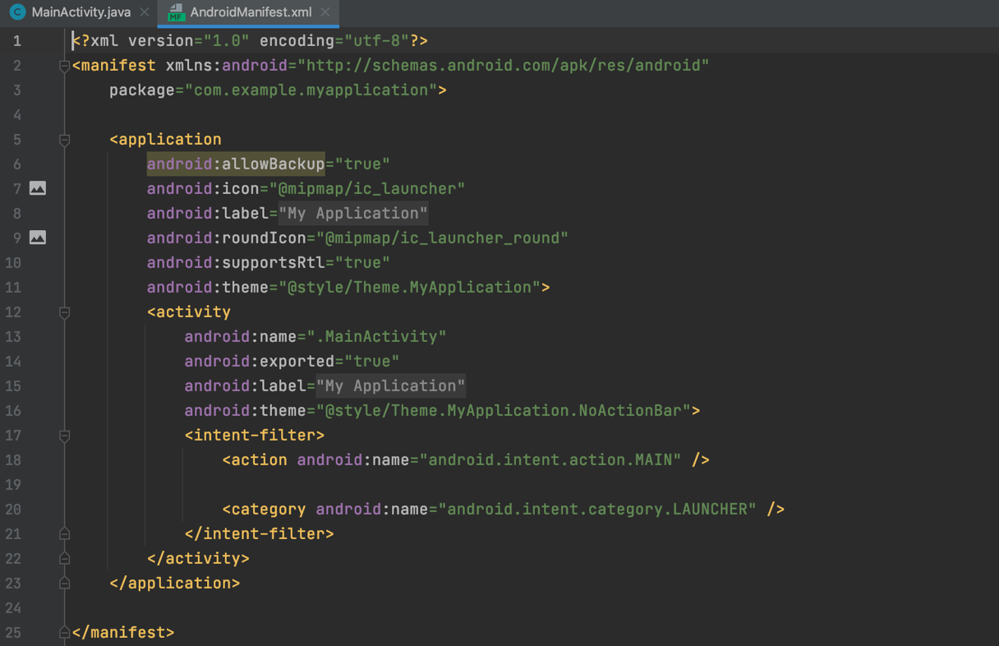 MainActivity.java AndroidManifest.xml
1 <?xml version="1.0" encoding="utf-8"?>
2 <manifest xmlns:android="http://schemas.android.com/apk/res/android"
3 package="com.example.myapplication">
4
5 <application
6 android:allowBackup="true"
7 android:icon="@mipmap/ic_launcher"
8 android:label="My Application"
9 android:roundIcon="@mipmap/ic_launcher_round"
10 android:supportsRtl="true"
11 android:theme="@style/Theme.MyApplication">
12 <activity
13 android:name=".MainActivity"
14 android:exported="true"
15 android:label="My Application"
16 android:theme="@style/Theme.MyApplication.NoActionBar">
17 <intent-filter>
18 <action android:name="android.intent.action.MAIN" />
19
20 <category android:name="android.intent.category.LAUNCHER" />
21 </intent-filter>
22 </activity>
23 </application>
24
25 </manifest>